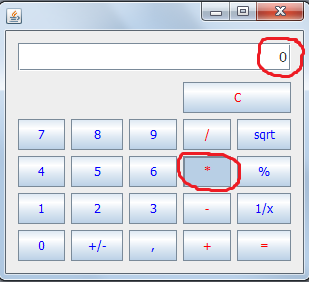 0
C
7 8 9 / sqrt
4 5 6 * %
1 2 3 - 1/x
0 +/- , + =